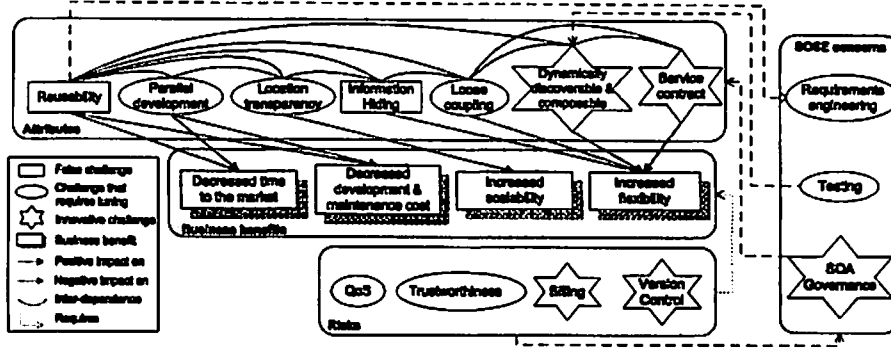 SOSE concerns
Reusability
Parallel
development
Location
transparency
Information
Hiding
Loose
coupling
Dynamically
discoverable &
composable
Service
contract
Requirements
engineering
Attributes
False challenge
Challenge that
requires tuning
Innovative challenge
Business benefit
Positive impact on
Negative impact on
Inter-dependence
Requires
Decreased time
to the market
Decreased
development &
maintenance cost
Increased
scalability
Increased
flexibility
Business benefits
Testing
QoS
Trustworthiness
Billing
Version
Control
Risks
SOA
Governance